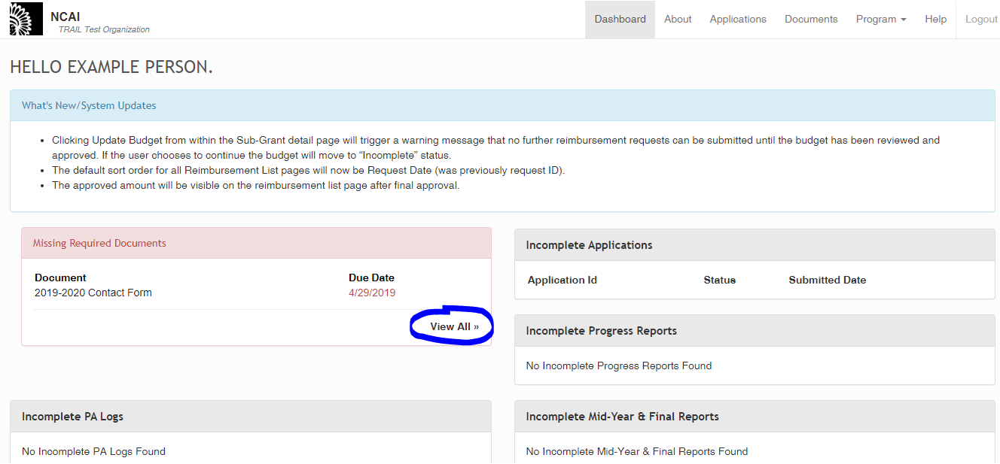 NCAI
TRAIL Test Organization
Dashboard About Applications Documents Program Help Logout
HELLO EXAMPLE PERSON.
What's New/System Updates
• Clicking Update Budget from within the Sub-Grant detail page will trigger a warning message that no further reimbursement requests can be submitted until the budget has been reviewed and
approved. If the user chooses to continue the budget will move to “Incomplete” status.
• The default sort order for all Reimbursement List pages will now be Request Date (was previously request ID).
• The approved amount will be visible on the reimbursement list page after final approval.
Missing Required Documents
Document Due Date
2019-2020 Contact Form 4/29/2019
View All »
Incomplete Applications
Application Id Status Submitted Date
Incomplete Progress Reports
No Incomplete Progress Reports Found
Incomplete PA Logs
No Incomplete PA Logs Found
Incomplete Mid-Year & Final Reports
No Incomplete Mid-Year & Final Reports Found